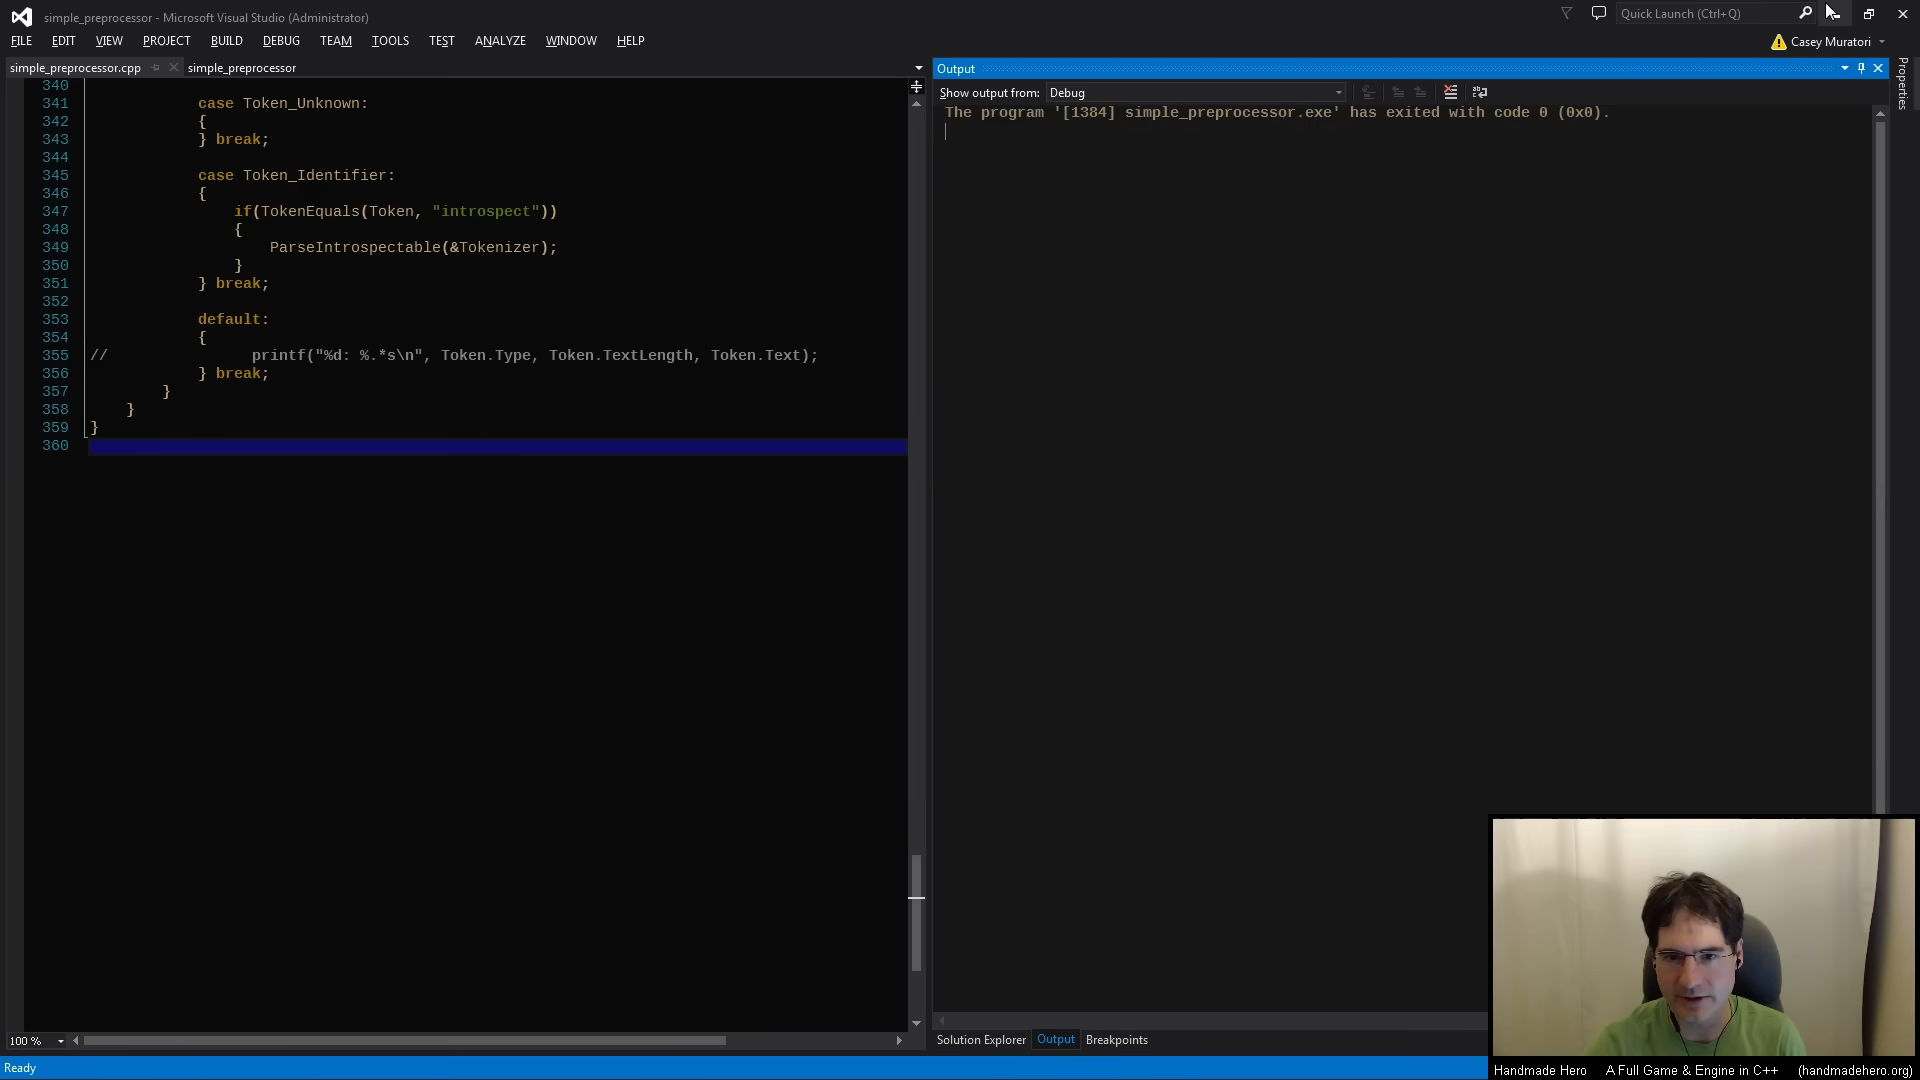 simple_preprocessor - Microsoft Visual Studio (Administrator)
Quick Launch (Ctrl+Q)
FILE EDIT VIEW PROJECT BUILD DEBUG TEAM TOOLS TEST ANALYZE WINDOW HELP
Casey Muratori
simple_preprocessor.cpp simple_preprocessor
340
341 case Token_Unknown:
342 {
343 } break;
344
345 case Token_Identifier:
346 {
347 if(TokenEquals(Token, "introspect"))
348 {
349 ParseIntrospectable(&Tokenizer);
350 }
351 } break;
352
353 default:
354 {
355 // printf("%d: %.*s\n", Token.Type, Token.TextLength, Token.Text);
356 } break;
357 }
358 }
359 }
360
100 %
Output
Show output from: Debug
The program '[1384] simple_preprocessor.exe' has exited with code 0 (0x0).
Properties
Solution Explorer Output Breakpoints
Ready
Handmade Hero A Full Game & Engine in C++ (handmadehero.org)